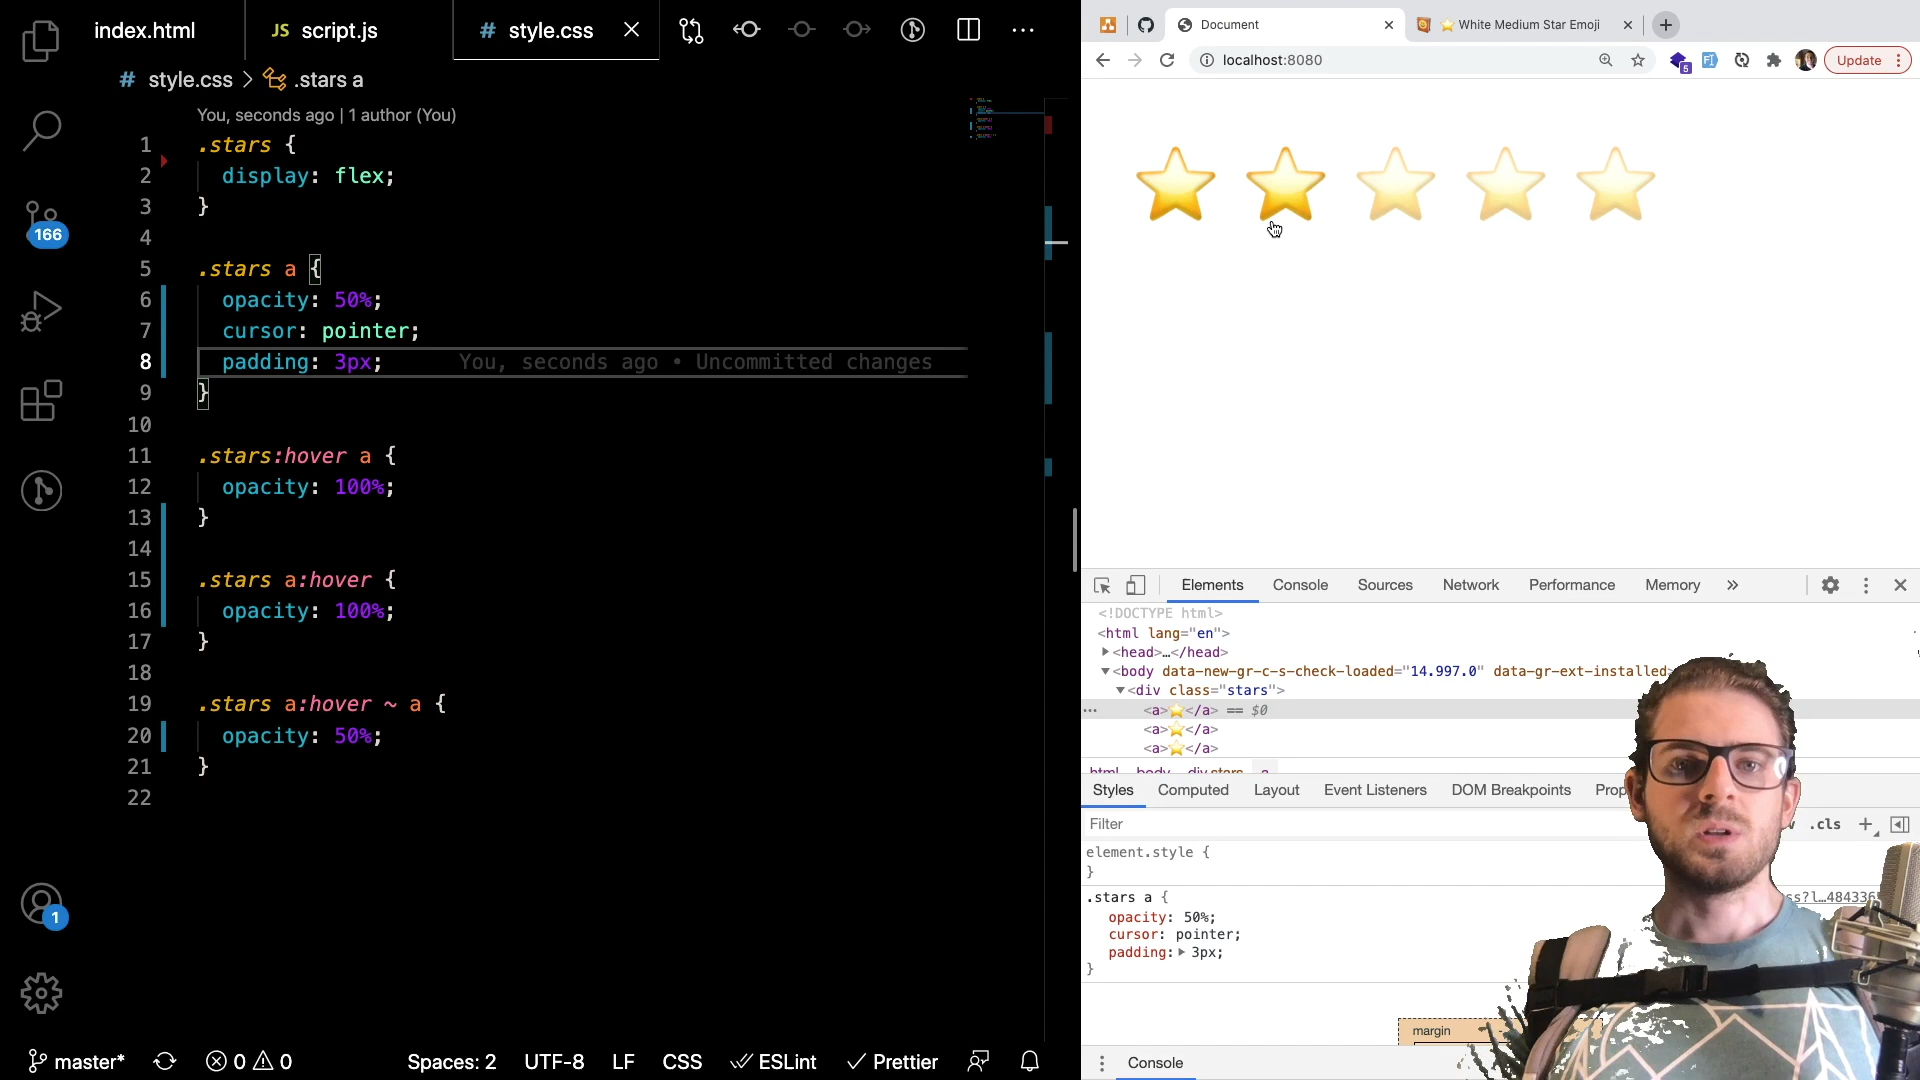 index.html
JS script.js
# style.css
# style.css > .stars a
You, seconds ago | 1 author (You)
1 .stars {
2 display: flex;
3 }
4
5 .stars a {
6 opacity: 50%;
7 cursor: pointer;
8 padding: 3px; You, seconds ago • Uncommitted changes
9 }
10
11 .stars:hover a {
12 opacity: 100%;
13 }
14
15 .stars a:hover {
16 opacity: 100%;
17 }
18
19 .stars a:hover ~ a {
20 opacity: 50%;
21 }
22
166
1
master*
0 0
Spaces: 2
UTF-8
LF
CSS
ESLint
Prettier
Document
⭐ White Medium Star Emoji
localhost:8080
5
Update
Elements
Console
Sources
Network
Performance
Memory
<!DOCTYPE html>
<html lang="en">
<head>…</head>
<body data-new-gr-c-s-check-loaded="14.997.0" data-gr-ext-installed
<div class="stars">
<a>⭐</a> == $0
<a>⭐</a>
<a>⭐</a>
html body div.stars a
Styles
Computed
Layout
Event Listeners
DOM Breakpoints
Filter
.cls
element.style {
}
.stars a {
opacity: 50%;
cursor: pointer;
padding: 3px;
}
margin
Console